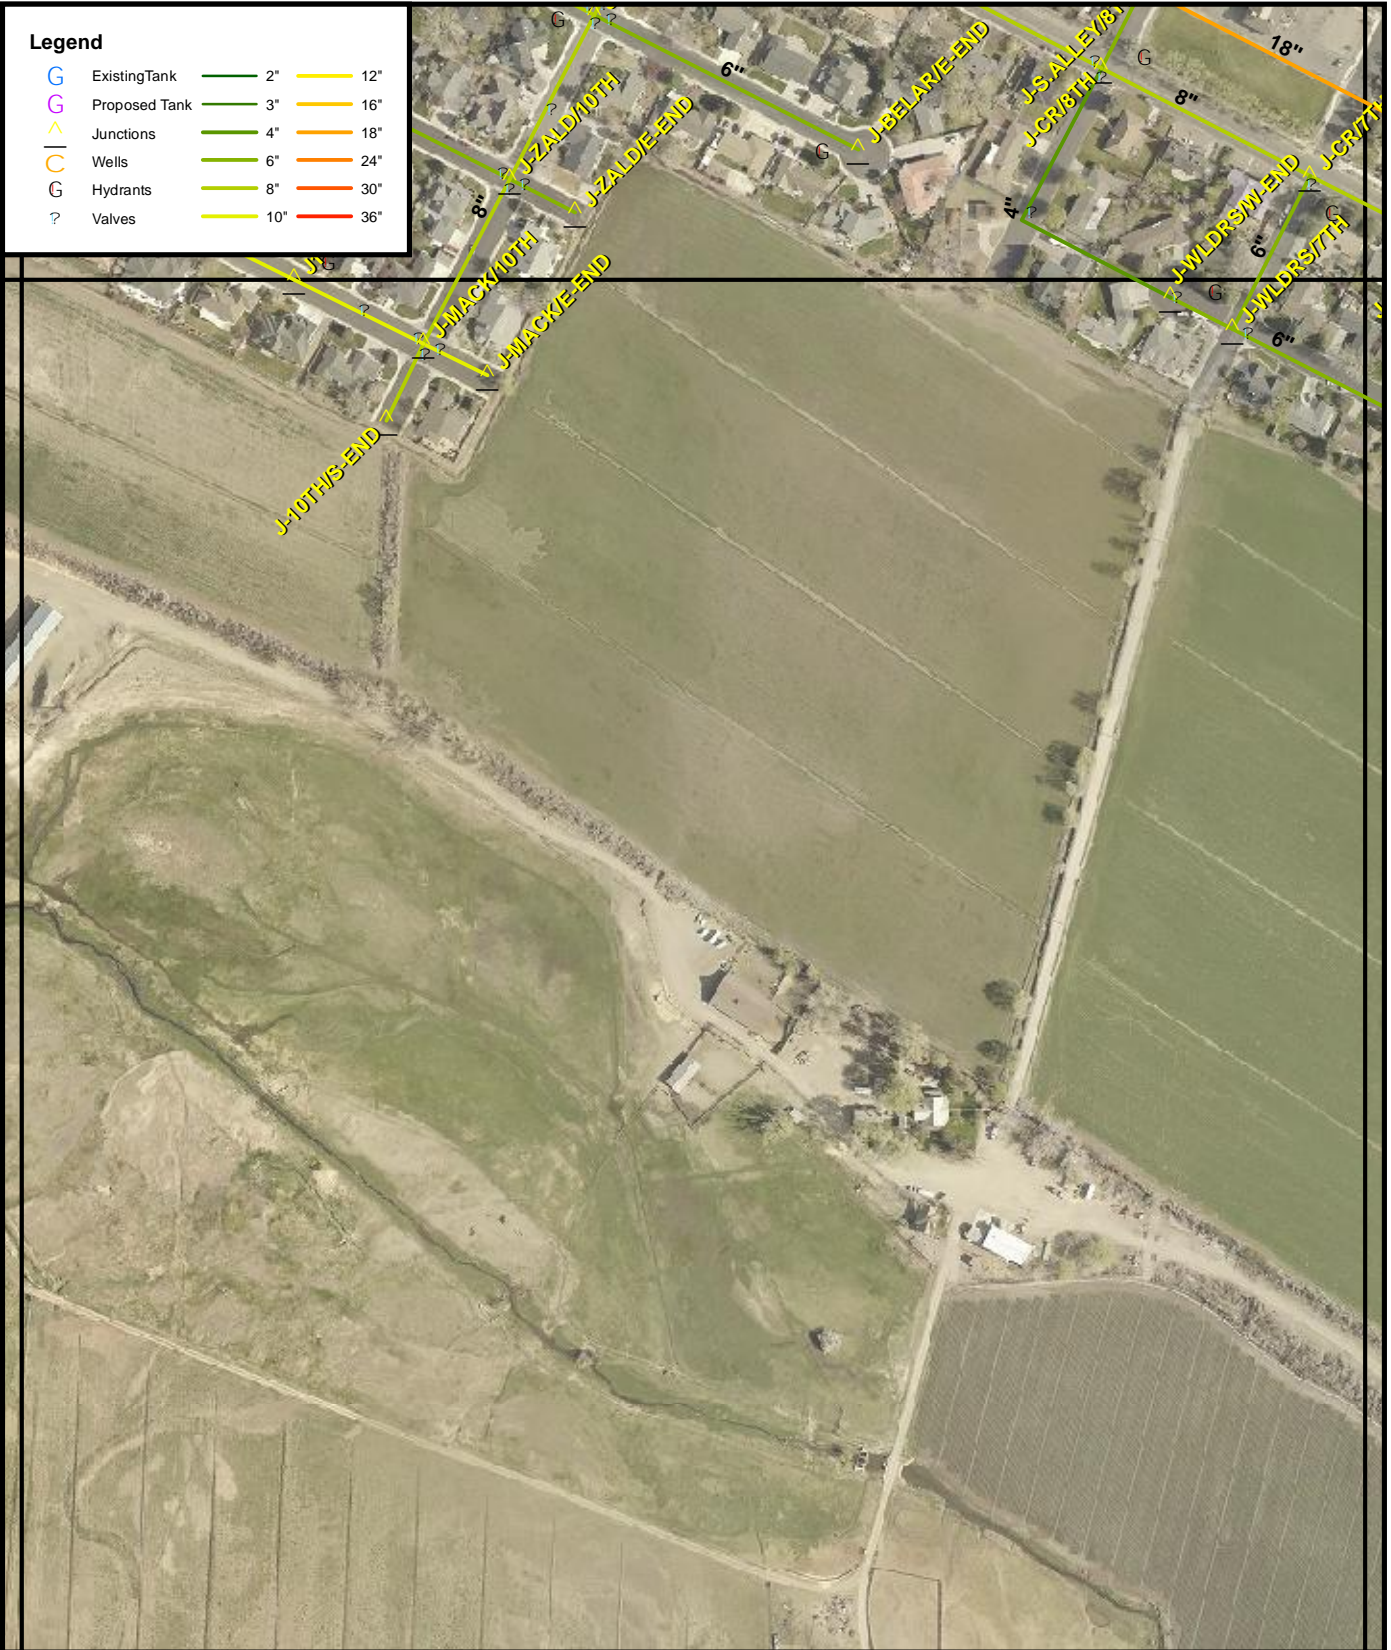 Legend
G ExistingTank 2" 12"
G Proposed Tank 3" 16"
Junctions 4" 18"
C Wells 6" 24"
G Hydrants 8" 30"
? Valves 10" 36"
G
?
?
6"
J-BELAR/E-END
J-S.ALLEY/8T
J-CR/8TH
?
?
G
18"
8"
J-CR/7TH
?
J-ZALD/10TH
J-ZALD/E-END
?
?
?
?
8"
G
4"
?
J-WLDRS/W-END
?
G
6"
G
J-WLDRS/7TH
?
6"
G
?
J-MACK/10TH
J-MACK/E-END
?
?
?
J-10TH/S-END